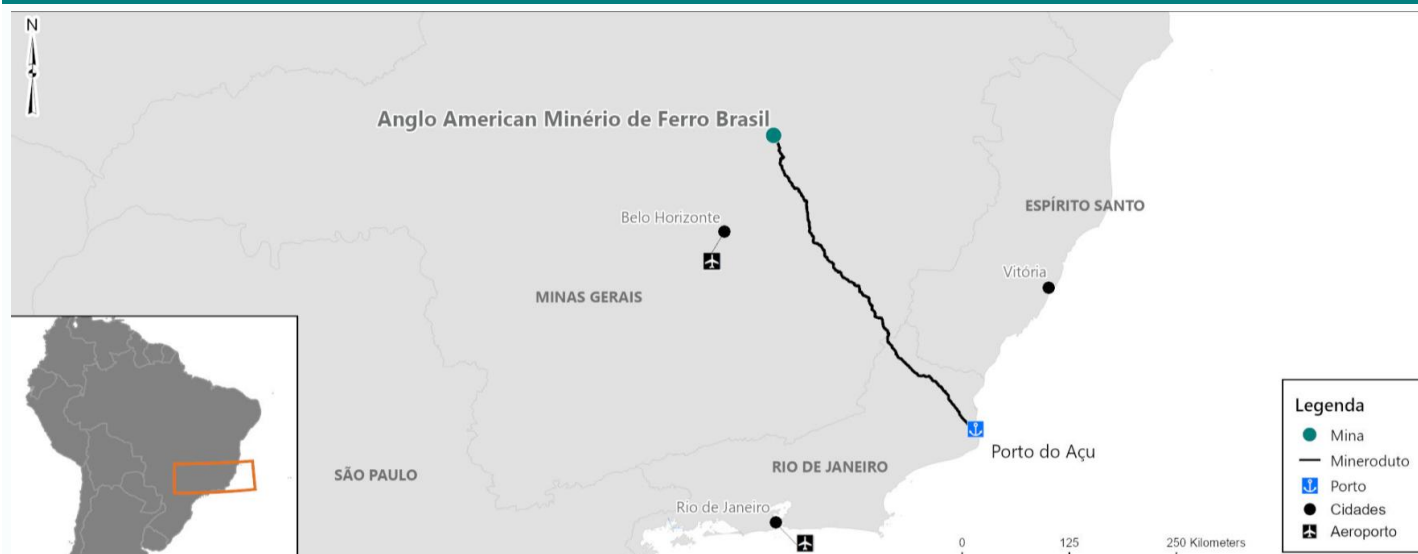 N
Anglo American Minério de Ferro Brasil
Belo Horizonte
ESPÍRITO SANTO
Vitória
MINAS GERAIS
Porto do Açu
RIO DE JANEIRO
SÃO PAULO
Rio de Janeiro
0 125 250 Kilometers
Legenda
Mina
Mineroduto
Porto
Cidades
Aeroporto